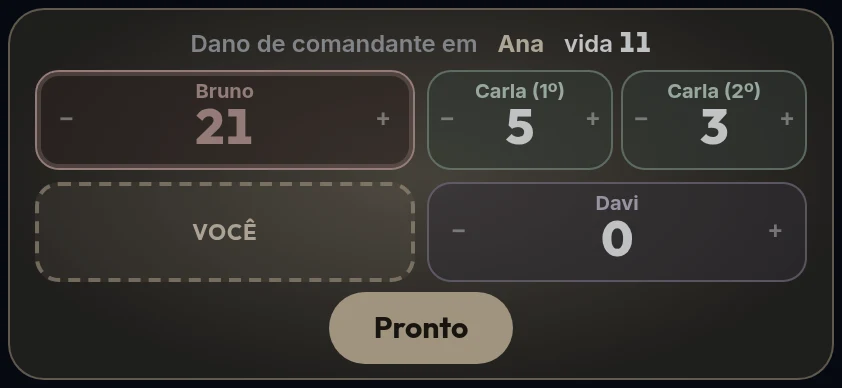 Dano de comandante em Ana vida 11
Bruno
− 21 +
Carla (1º)
− 5 +
Carla (2º)
− 3 +
VOCÊ
Davi
− 0 +
Pronto